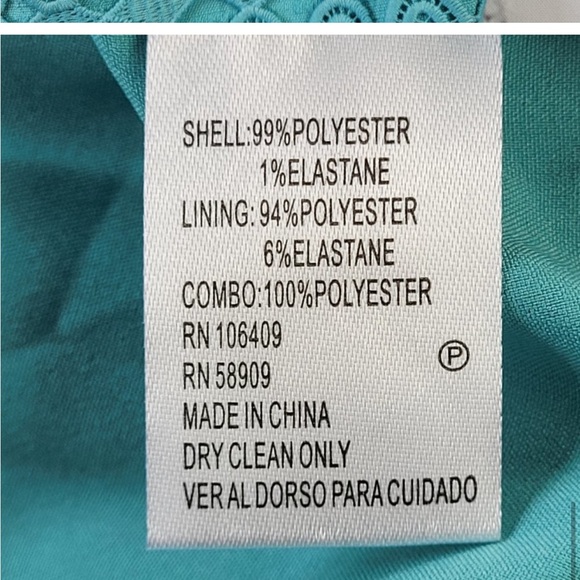 SHELL:99%POLYESTER
1%ELASTANE
LINING: 94%POLYESTER
6%ELASTANE
COMBO:100%POLYESTER
RN 106409
P
RN 58909
MADE IN CHINA
DRY CLEAN ONLY
VER AL DORSO PARA CUIDADO